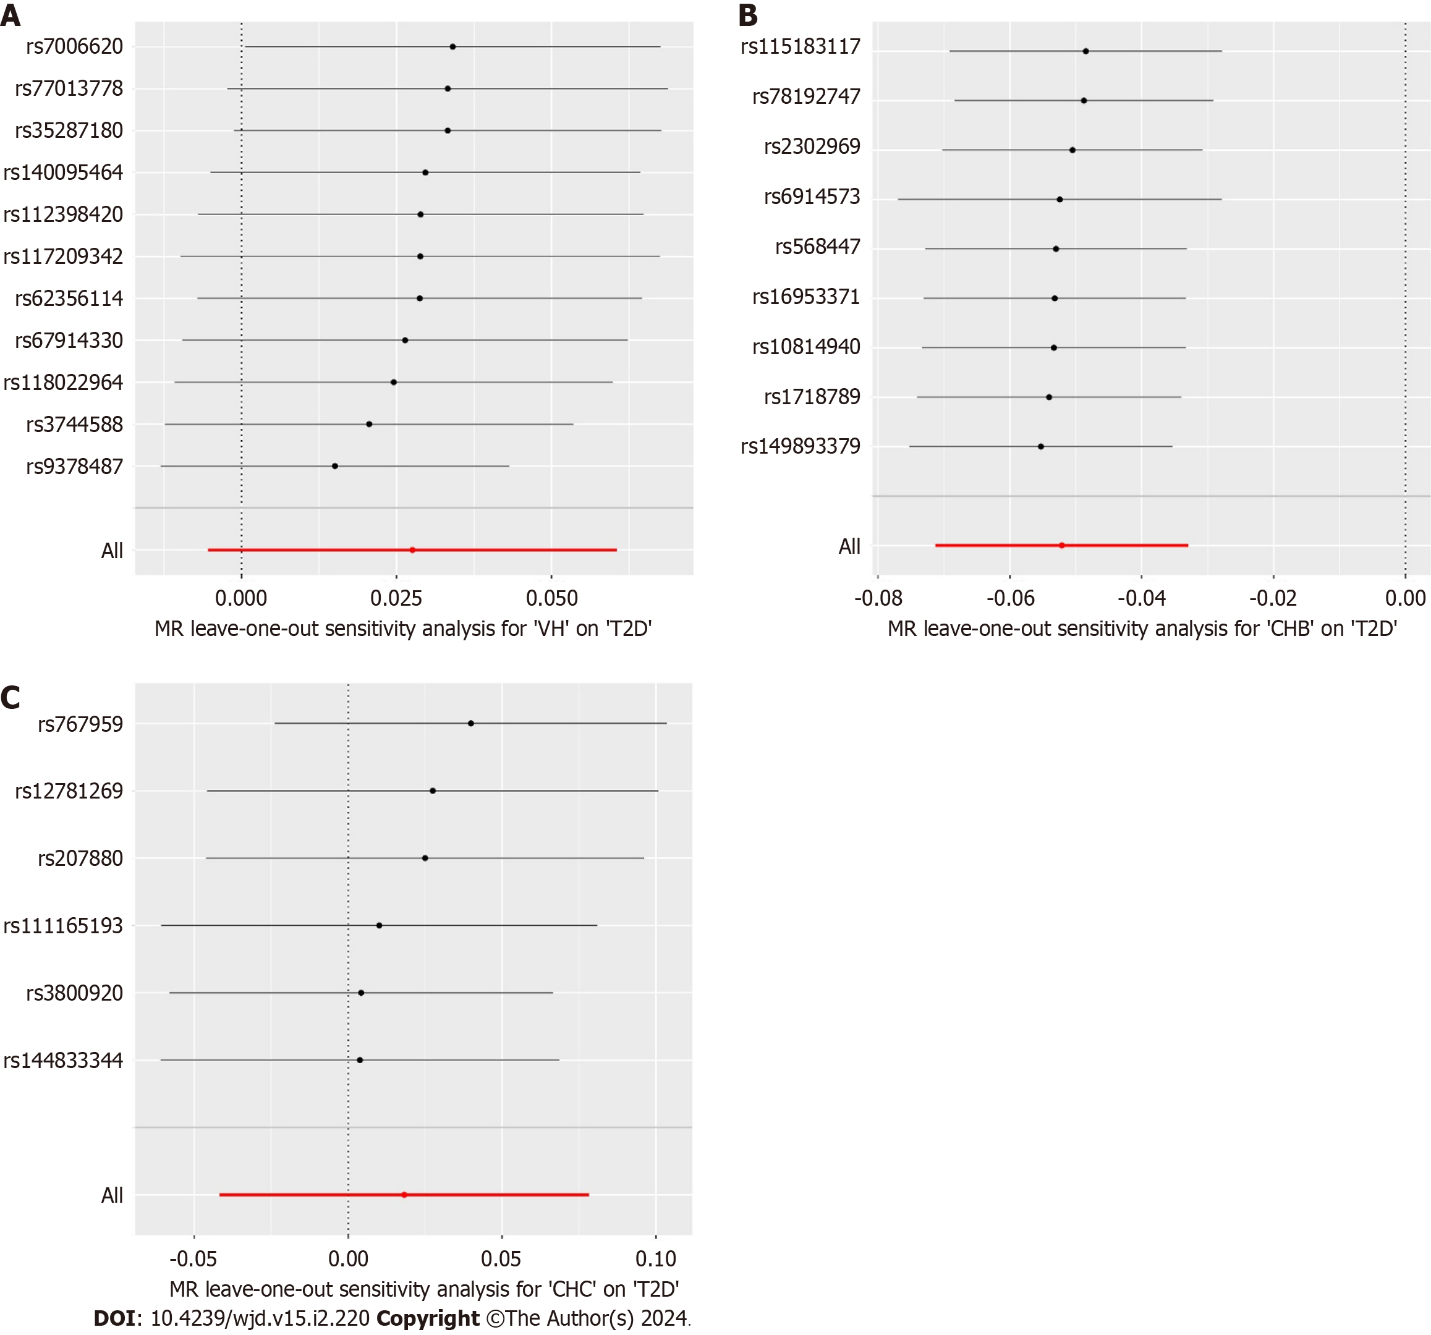 A
rs7006620
rs77013778
rs35287180
rs140095464
rs112398420
rs117209342
rs62356114
rs67914330
rs118022964
rs3744588
rs9378487
All
0.000 0.025 0.050
MR leave-one-out sensitivity analysis for 'VH' on 'T2D'
B
rs115183117
rs78192747
rs2302969
rs6914573
rs568447
rs16953371
rs10814940
rs1718789
rs149893379
All
-0.08 -0.06 -0.04 -0.02 0.00
MR leave-one-out sensitivity analysis for 'CHB' on 'T2D'
C
rs767959
rs12781269
rs207880
rs111165193
rs3800920
rs144833344
All
-0.05 0.00 0.05 0.10
MR leave-one-out sensitivity analysis for 'CHC' on 'T2D'
DOI: 10.4239/wjd.v15.i2.220 Copyright ©The Author(s) 2024.